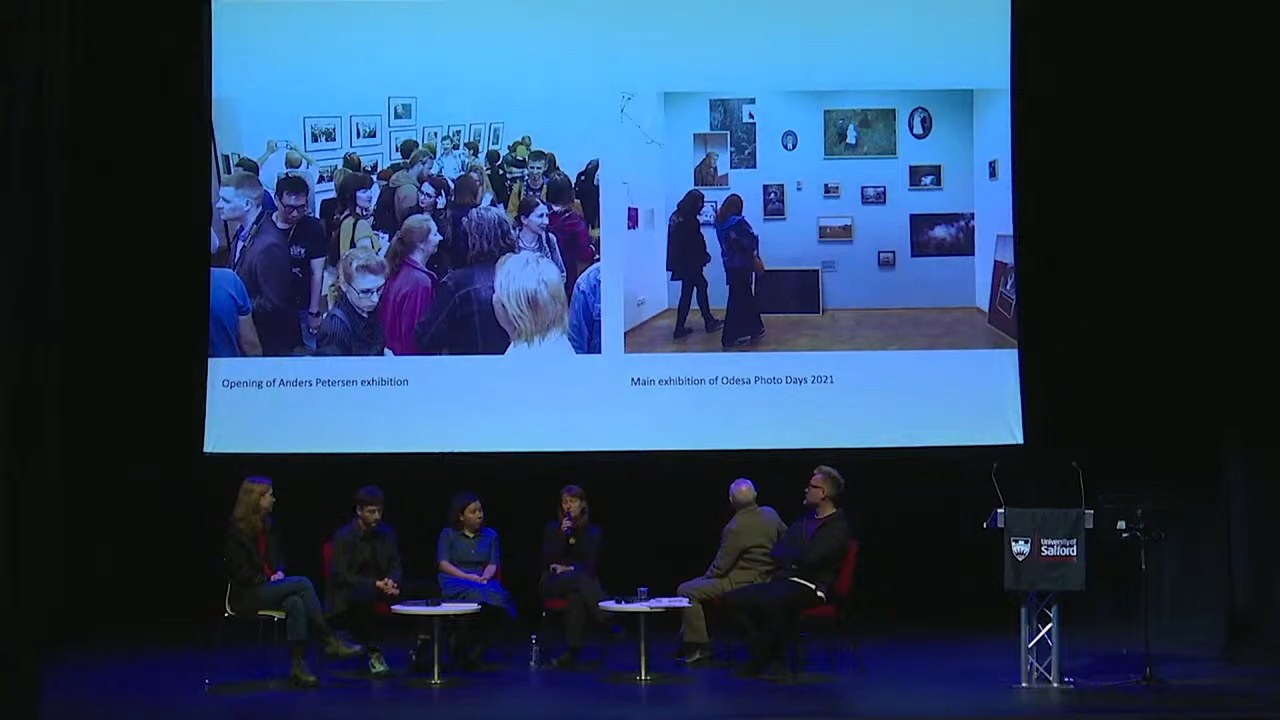 Opening of Anders Petersen exhibition
Main exhibition of Odesa Photo Days 2021
University of
Salford